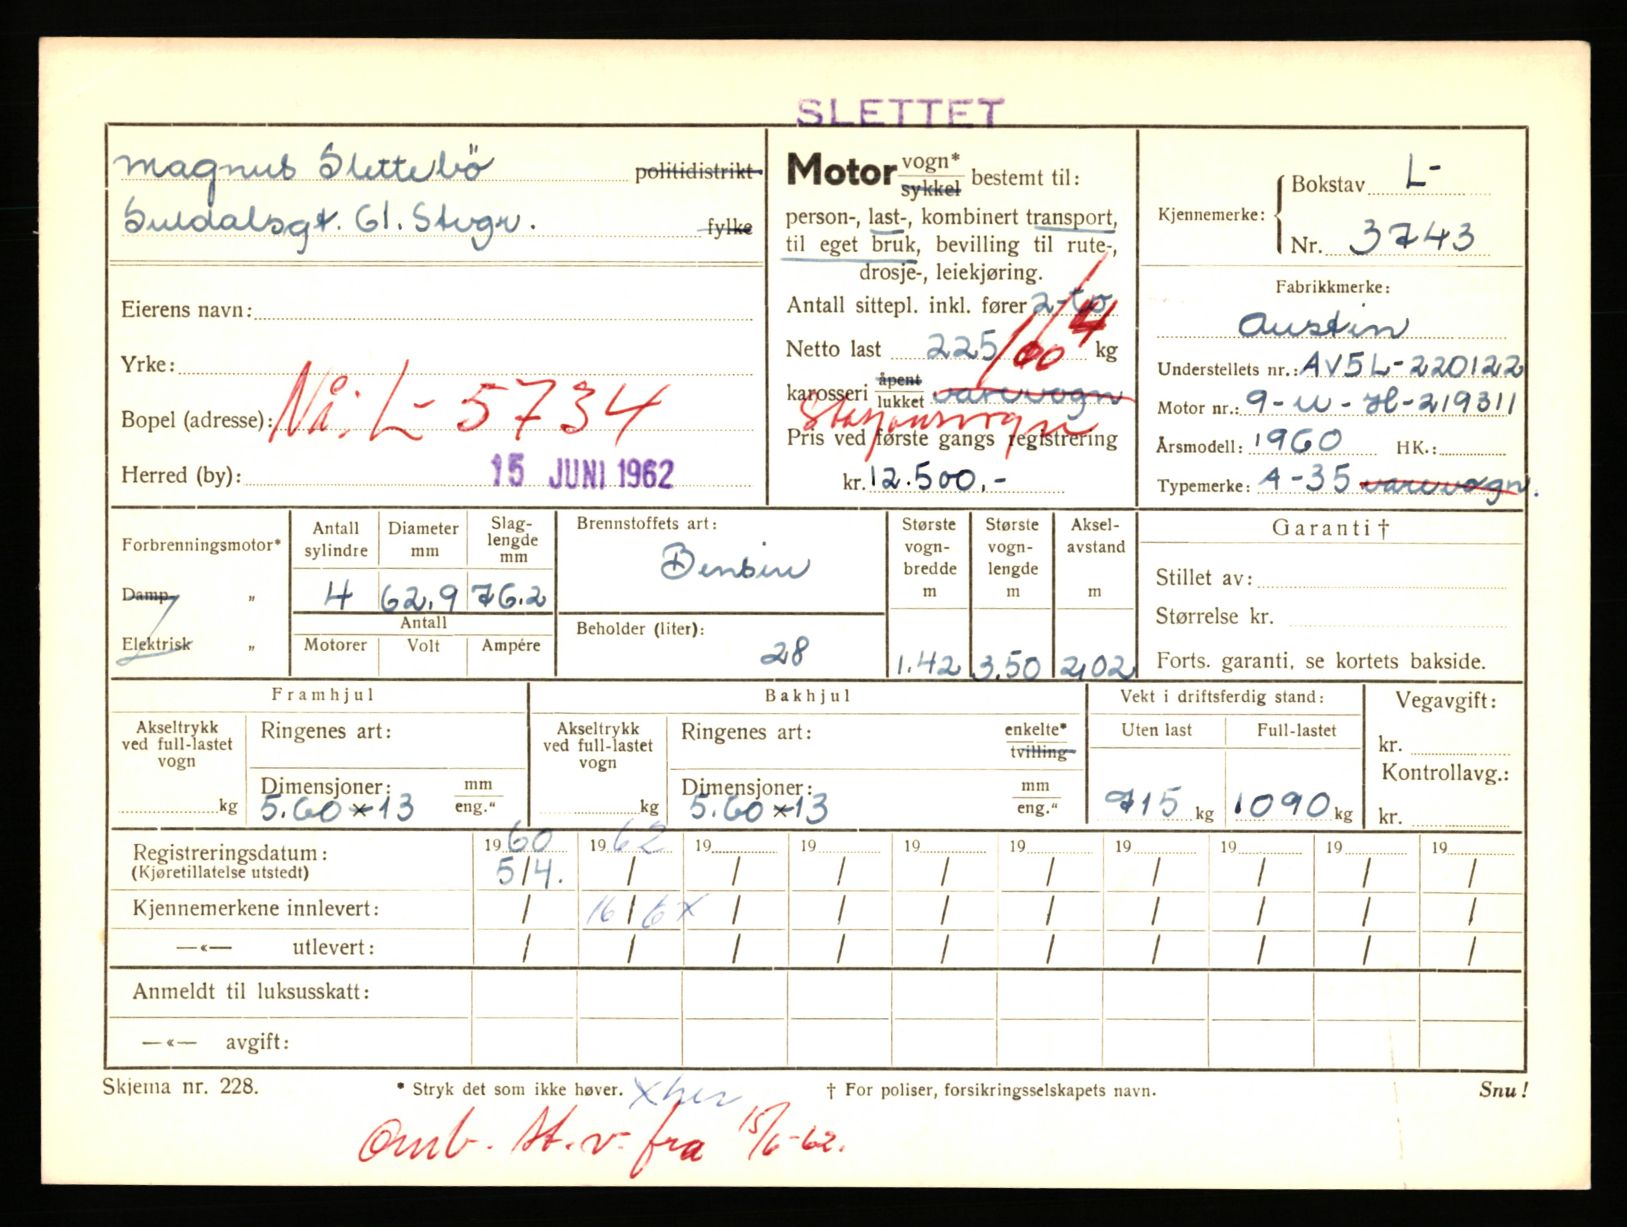 SLETTET
Magnus Slettebö politidistrikt
Suldalsgt. 61. Stvgr. fylke
Eierens navn:
Yrke:
Nå: L- 5734
Bopel (adresse):
Herred (by): 15 JUNI 1962
Motor vogn* sykkel bestemt til:
person-, last-, kombinert transport,
til eget bruk, bevilling til rute-,
drosje-, leiekjøring.
Antall sittepl. inkl. fører 2- 4
Netto last 225/00 kg
karosseri åpent lukket varevogn
Stasjonsvogn
Pris ved første gangs registrering
kr. 12.500,-
Kjennemerke: Bokstav L-
Nr. 3743
Fabrikkmerke:
Austin
Understellets nr.: AV5L-220122
Motor nr.: 9-U-H-219311
Årsmodell: 1960 HK.:
Typemerke: A-35 varevogn.
Forbrenningsmotor*
Damp „
Elektrisk „
Antall sylindre Diameter mm Slag-lengde mm
4 62,9 76.2
Antall
Motorer Volt Ampére
Brennstoffets art:
Bensin
Beholder (liter):
28
Største vogn-bredde m Største vogn-lengde m Aksel-avstand m
1.42 3.50 2,02
Garanti †
Stillet av:
Størrelse kr.
Forts. garanti, se kortets bakside.
Framhjul Bakhjul Vekt i driftsferdig stand: Vegavgift:
Akseltrykk ved full-lastet vogn kg
Ringenes art:
Dimensjoner: mm eng.“
5.60 x 13
Akseltrykk ved full-lastet vogn kg
Ringenes art: enkelte* tvilling
Dimensjoner: mm eng.“
5.60 x 13
Uten last Full-lastet
715 kg 1090 kg
kr.
Kontrollavg.:
kr.
Registreringsdatum: 1960 1962 19 19 19 19 19 19 19 19
(Kjøretillatelse utstedt) 5/4. / / / / / / / / /
Kjennemerkene innlevert: / 16/6 x / / / / / / / /
—«— utlevert: / / / / / / / / / /
Anmeldt til luksusskatt:
—«— avgift:
Skjema nr. 228. * Stryk det som ikke høver. x her † For poliser, forsikringsselskapets navn. Snu!
Omb. st.v. fra 15/6-62.